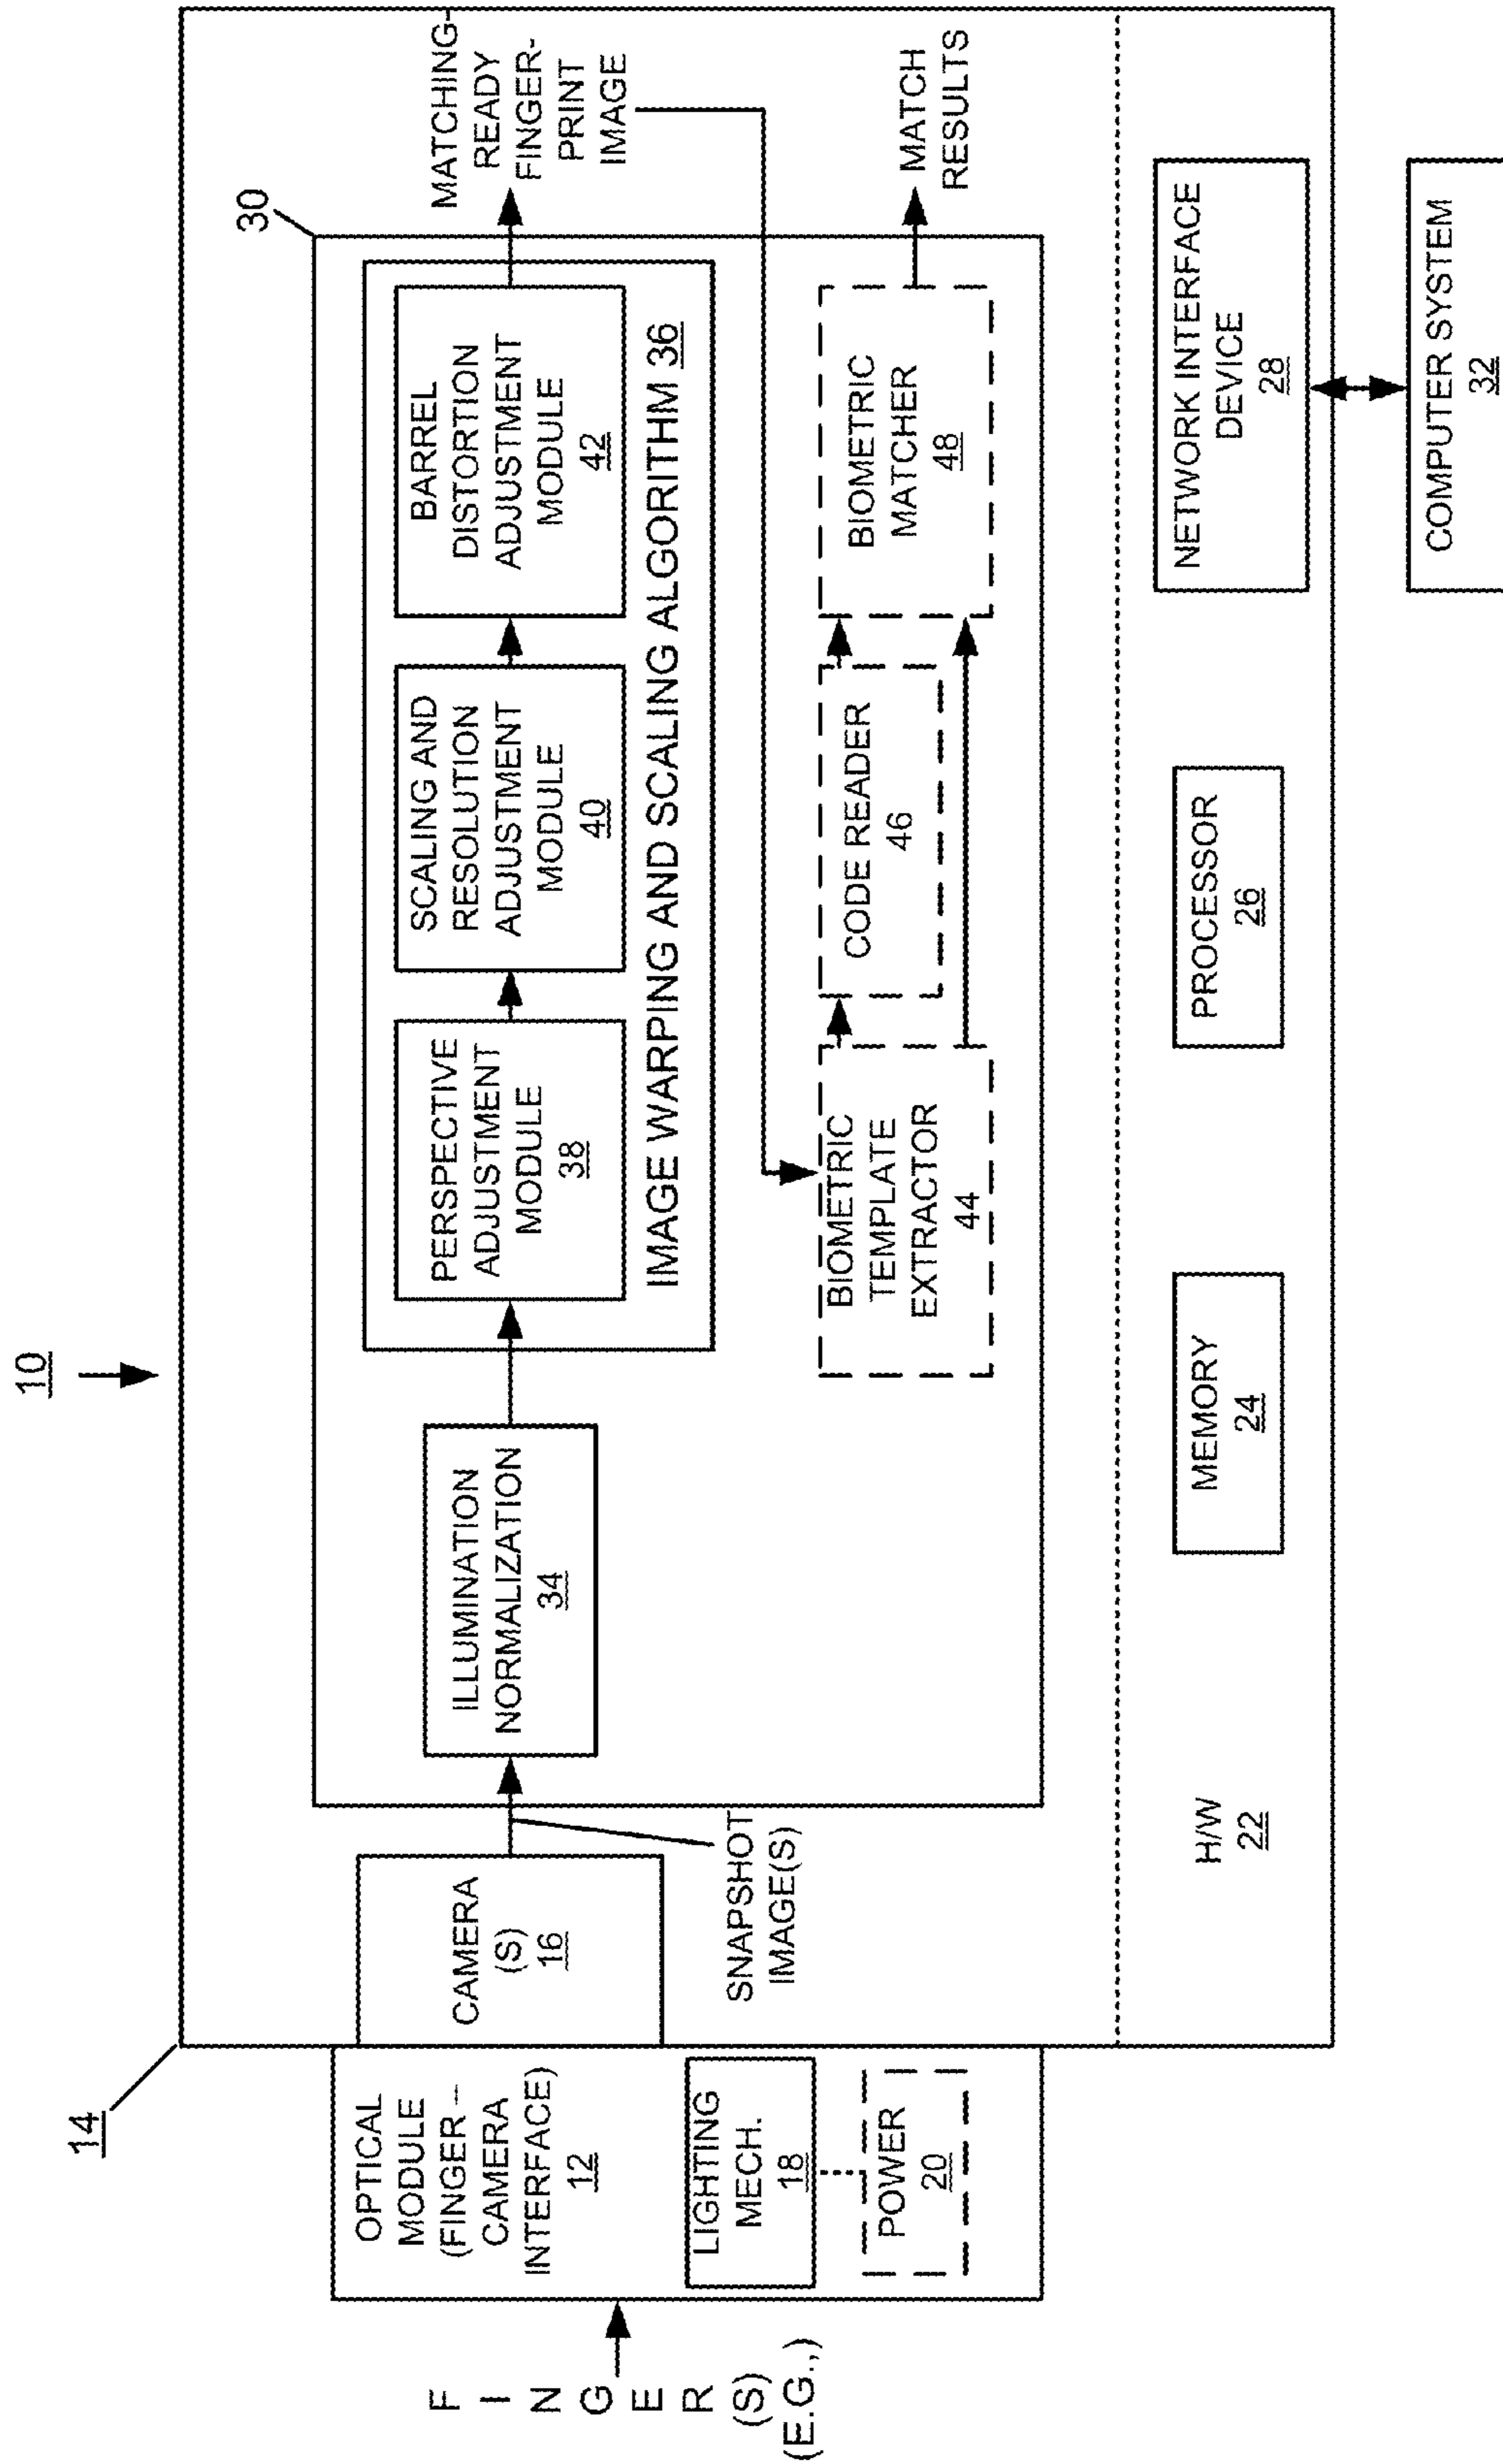 10
14
30
FINGER(S)
(E.G.,)
OPTICAL
MODULE
(FINGER –
CAMERA
INTERFACE)
12
LIGHTING
MECH.
18
POWER
20
CAMERA
(S)
16
SNAPSHOT
IMAGE(S)
ILLUMINATION
NORMALIZATION
34
PERSPECTIVE
ADJUSTMENT
MODULE
38
SCALING AND
RESOLUTION
ADJUSTMENT
MODULE
40
BARREL
DISTORTION
ADJUSTMENT
MODULE
42
IMAGE WARPING AND SCALING ALGORITHM 36
MATCHING-
READY
FINGER-
PRINT
IMAGE
BIOMETRIC
TEMPLATE
EXTRACTOR
44
CODE READER
46
BIOMETRIC
MATCHER
48
MATCH
RESULTS
H/W
22
MEMORY
24
PROCESSOR
26
NETWORK INTERFACE
DEVICE
28
COMPUTER SYSTEM
32